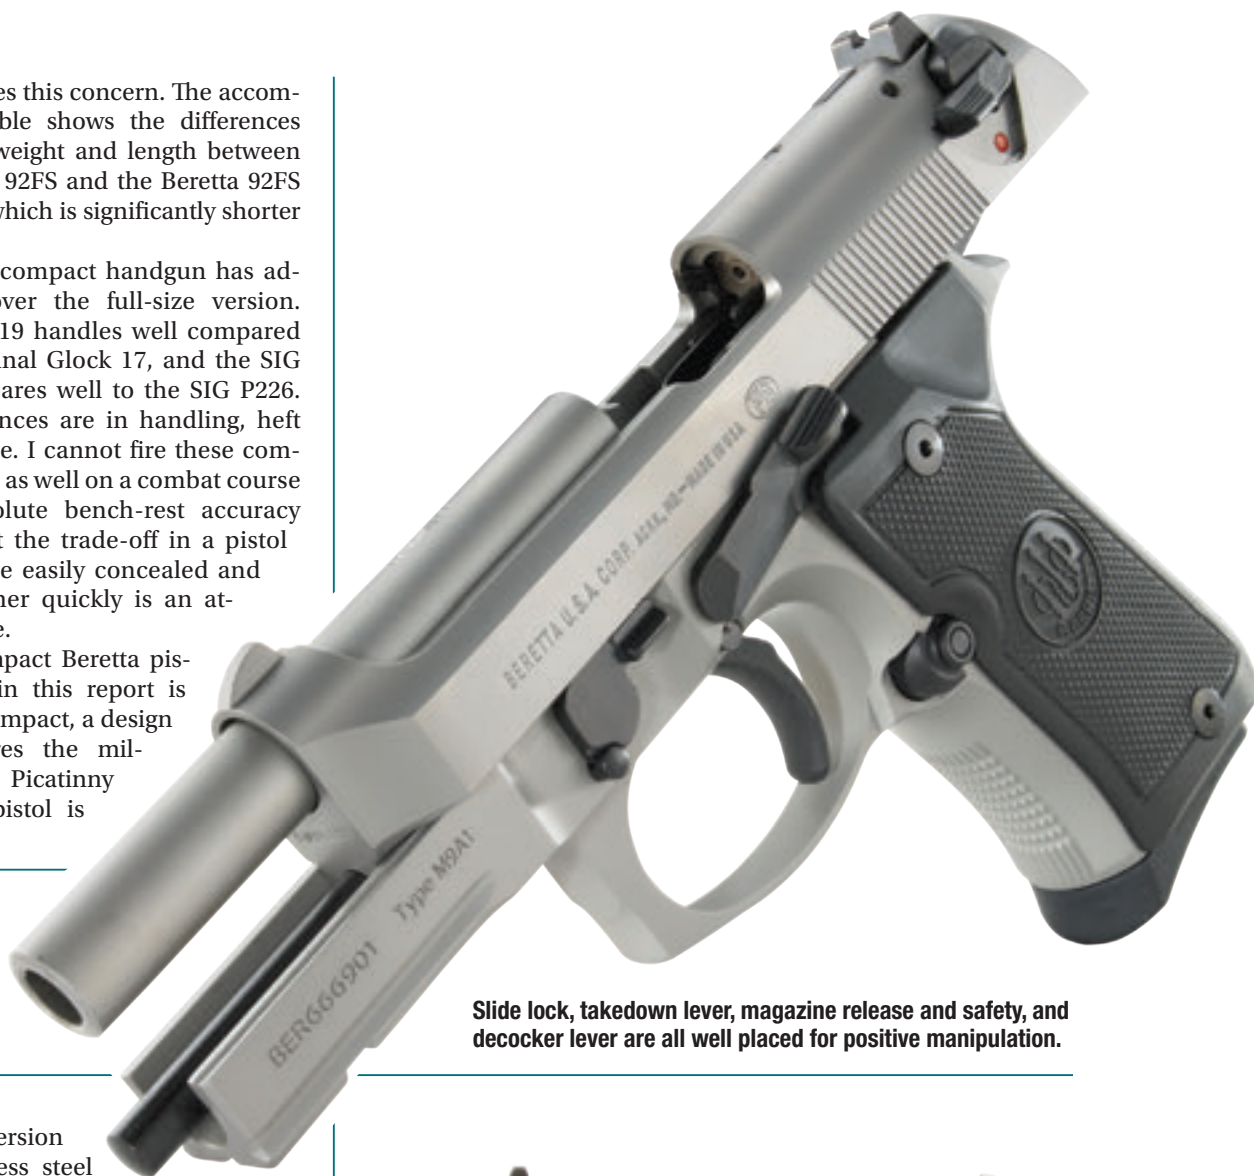 es this concern. The accom-
ble shows the differences
weight and length between
92FS and the Beretta 92FS
which is significantly shorter
compact handgun has ad-
over the full-size version.
19 handles well compared
nal Glock 17, and the SIG
ares well to the SIG P226.
nces are in handling, heft
e. I cannot fire these com-
as well on a combat course
lute bench-rest accuracy
t the trade-off in a pistol
e easily concealed and
her quickly is an at-
e.
mpact Beretta pis-
in this report is
mpact, a design
es the mil-
Picatinny
pistol is
ersion
ess steel
BERETTA U.S.A. CORP. ACKK, MD.-MADE IN USA
Type M9A1
BER666901
Slide lock, takedown lever, magazine release and safety, and
decocker lever are all well placed for positive manipulation.